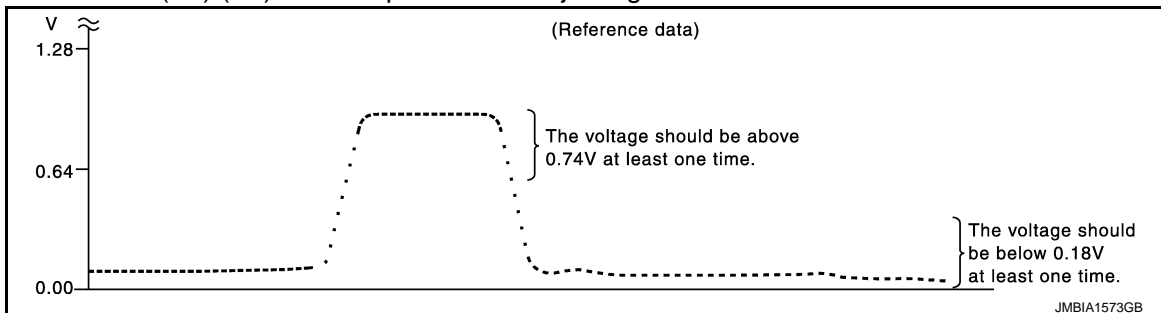 V
(Reference data)
1.28
The voltage should be above
0.74V at least one time.
0.64
The voltage should
be below 0.18V
at least one time.
0.00
JMBIA1573GB